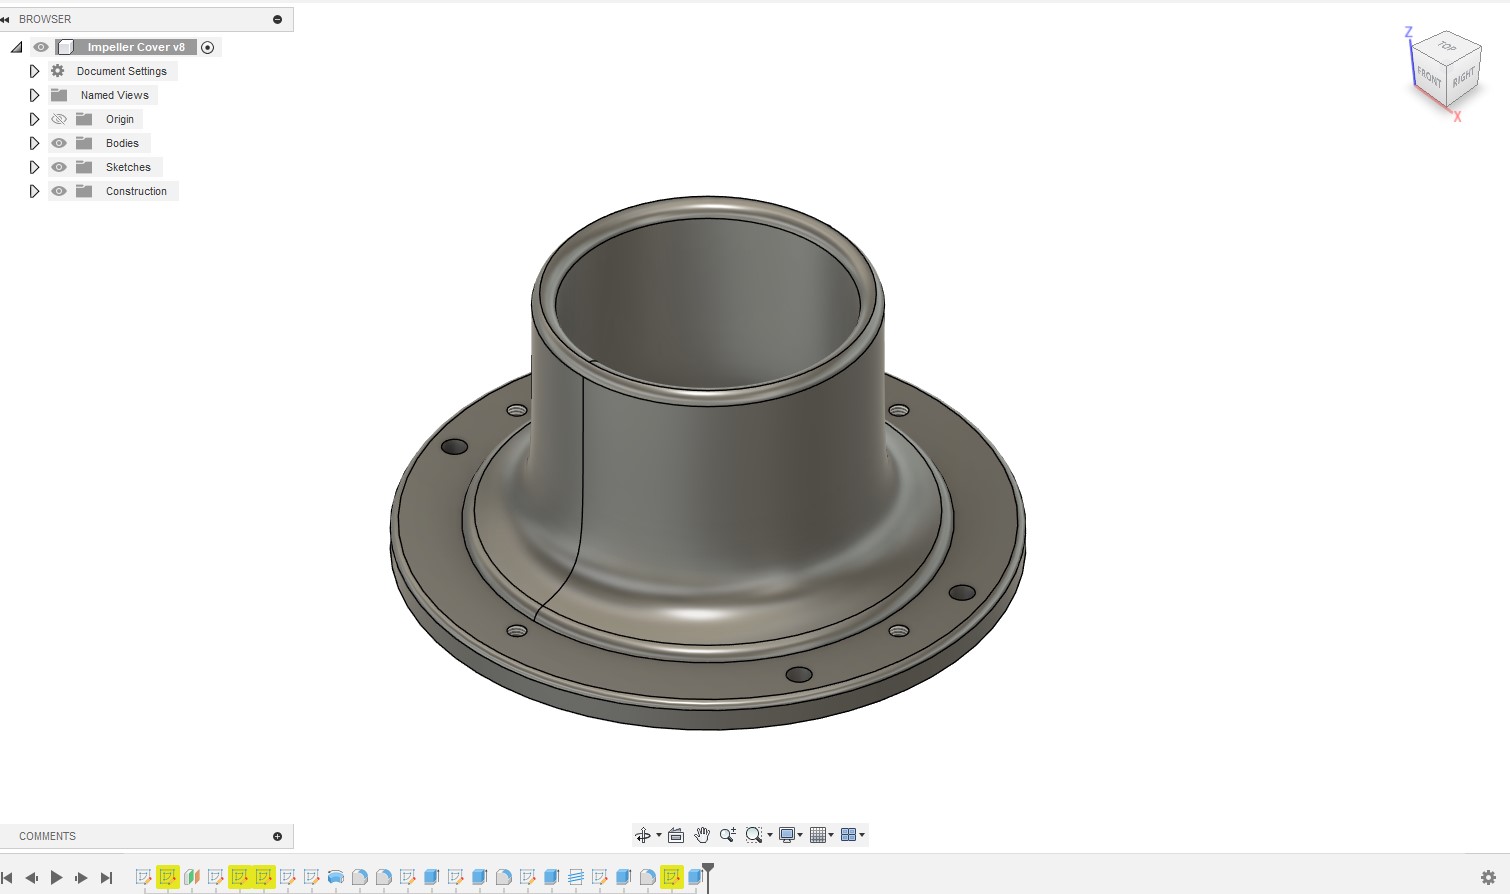 BROWSER
Impeller Cover v8
Document Settings
Named Views
Origin
Bodies
Sketches
Construction
Z
TOP
FRONT
RIGHT
X
COMMENTS